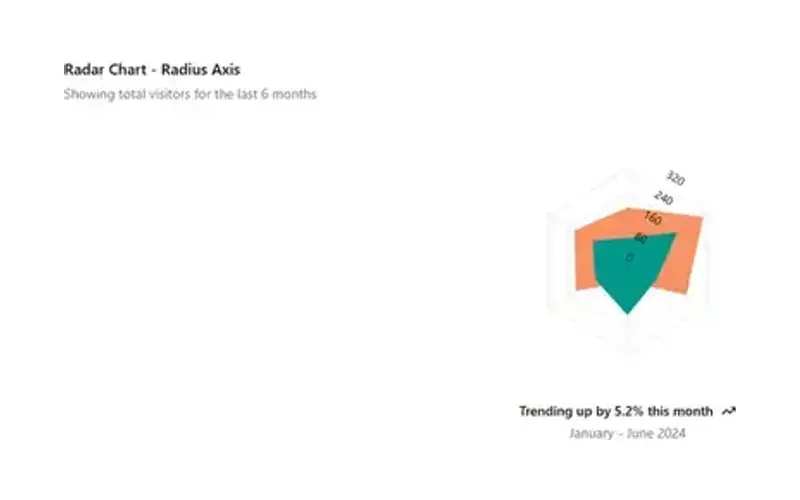 Radar Chart - Radius Axis
Showing total visitors for the last 6 months
320
240
160
80
0
Trending up by 5.2% this month
January - June 2024